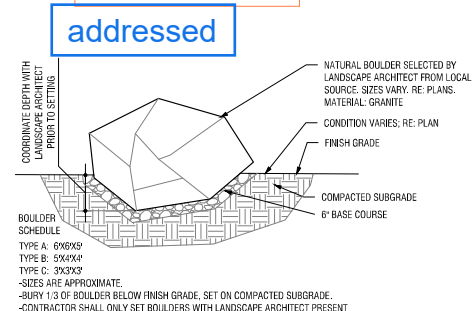 addressed
COORDINATE DEPTH WITH
LANDSCAPE ARCHITECT
PRIOR TO SETTING
NATURAL BOULDER SELECTED BY
LANDSCAPE ARCHITECT FROM LOCAL
SOURCE. SIZES VARY. RE: PLANS.
MATERIAL: GRANITE
CONDITION VARIES; RE: PLAN
FINISH GRADE
COMPACTED SUBGRADE
6" BASE COURSE
BOULDER
SCHEDULE
TYPE A: 6'X6'X5'
TYPE B: 5'X4'X4'
TYPE C: 3'X3'X3'
-SIZES ARE APPROXIMATE.
-BURY 1/3 OF BOULDER BELOW FINISH GRADE, SET ON COMPACTED SUBGRADE.
-CONTRACTOR SHALL ONLY SET BOULDERS WITH LANDSCAPE ARCHITECT PRESENT